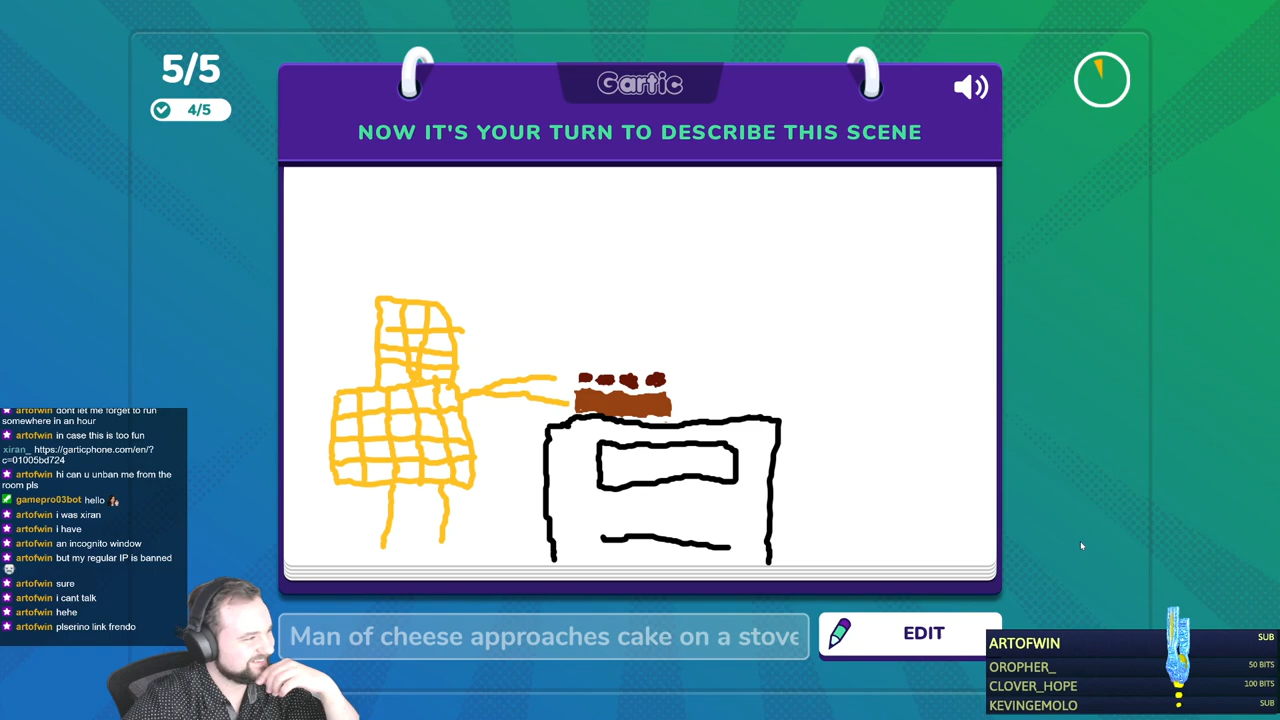 5/5
4/5
Gartic
NOW IT'S YOUR TURN TO DESCRIBE THIS SCENE
artofwin dont let me forget to run
somewhere in an hour
artofwin in case this is too fun
xiran_ https://garticphone.com/en/?
c=01005bd724
artofwin hi can u unban me from the
room pls
gamepro03bot hello
artofwin i was xiran
artofwin i have
artofwin an incognito window
artofwin but my regular IP is banned
artofwin sure
artofwin i cant talk
artofwin hehe
artofwin plserino link frendo
Man of cheese approaches cake on a stove
EDIT
ARTOFWIN SUB
OROPHER_ 50 BITS
CLOVER_HOPE 100 BITS
KEVINGEMOLO SUB